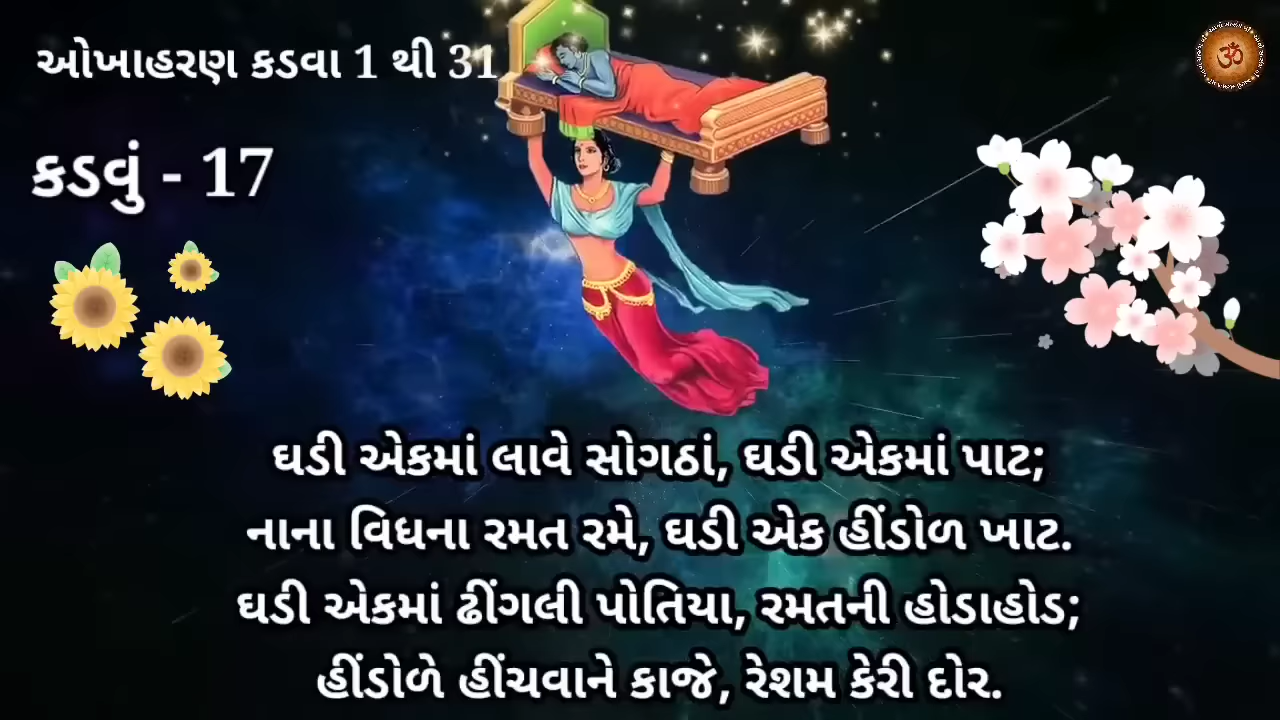 ઓખાહરણ કડવા 1 થી 31
કડવું - 17
ૐ
ઘડી એકમાં લાવે સોગઠાં, ઘડી એકમાં પાટ;
નાના વિધના રમત રમે, ઘડી એક હીંડોળ ખાટ.
ઘડી એકમાં ઢીંગલી પોતિયા, રમતની હોડાહોડ;
હીંડોળે હીંચવાને કાજે, રેશમ કેરી દોર.